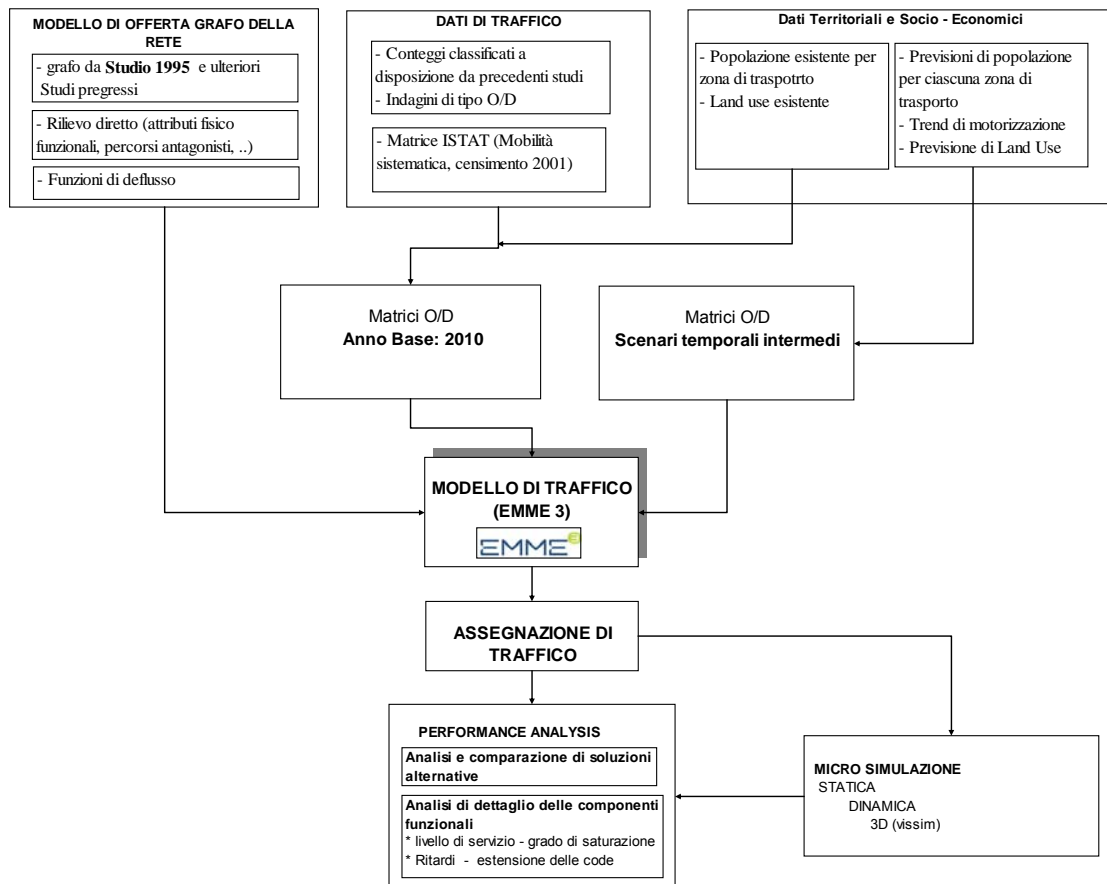 MODELLO DI OFFERTA GRAFO DELLA
RETE
- grafo da Studio 1995 e ulteriori
Studi pregressi
- Rilievo diretto (attributi fisico
funzionali, percorsi antagonisti, ..)
- Funzioni di deflusso
DATI DI TRAFFICO
- Conteggi classificati a
disposizione da precedenti studi
- Indagini di tipo O/D
- Matrice ISTAT (Mobilità
sistematica, censimento 2001)
Dati Territoriali e Socio - Economici
- Popolazione esistente per
zona di traspotrto
- Land use esistente
- Previsioni di popolazione
per ciascuna zona di
trasporto
- Trend di motorizzazione
- Previsione di Land Use
Matrici O/D
Anno Base: 2010
Matrici O/D
Scenari temporali intermedi
MODELLO DI TRAFFICO
(EMME 3)
EMME 3
ASSEGNAZIONE DI
TRAFFICO
PERFORMANCE ANALYSIS
Analisi e comparazione di soluzioni
alternative
Analisi di dettaglio delle componenti
funzionali
* livello di servizio - grado di saturazione
* Ritardi - estensione delle code
MICRO SIMULAZIONE
STATICA
DINAMICA
3D (vissim)